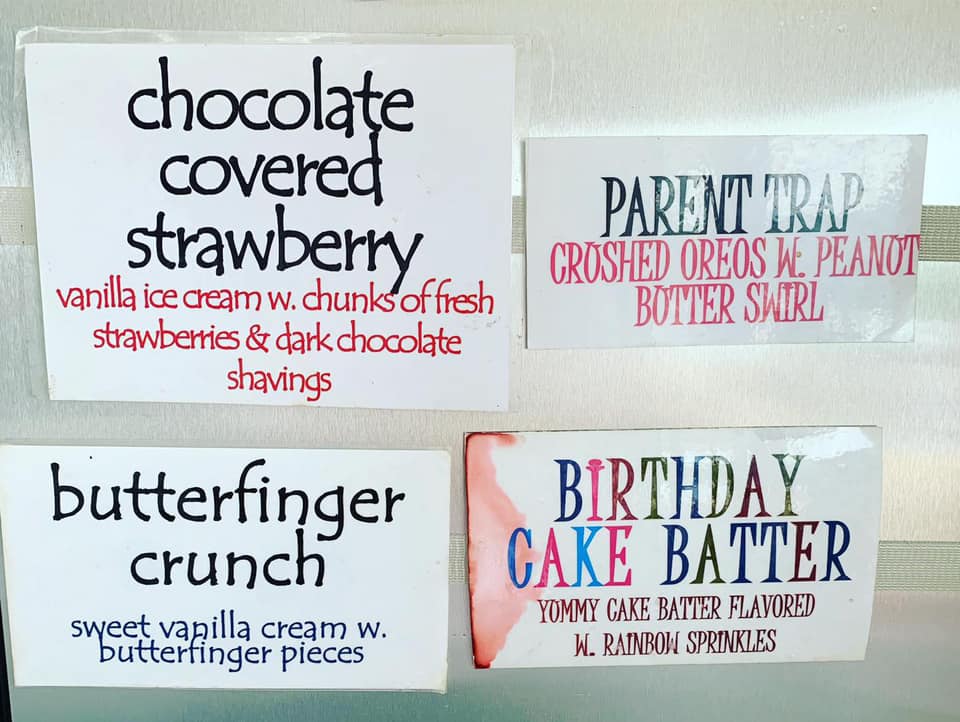 chocolate
covered
strawberry
vanilla ice cream w. chunks of fresh
strawberries & dark chocolate
shavings
PARENT TRAP
CRUSHED OREOS W. PEANUT
BUTTER SWIRL
butterfinger
crunch
sweet vanilla cream w.
butterfinger pieces
BIRTHDAY
CAKE BATTER
YUMMY CAKE BATTER FLAVORED
W. RAINBOW SPRINKLES